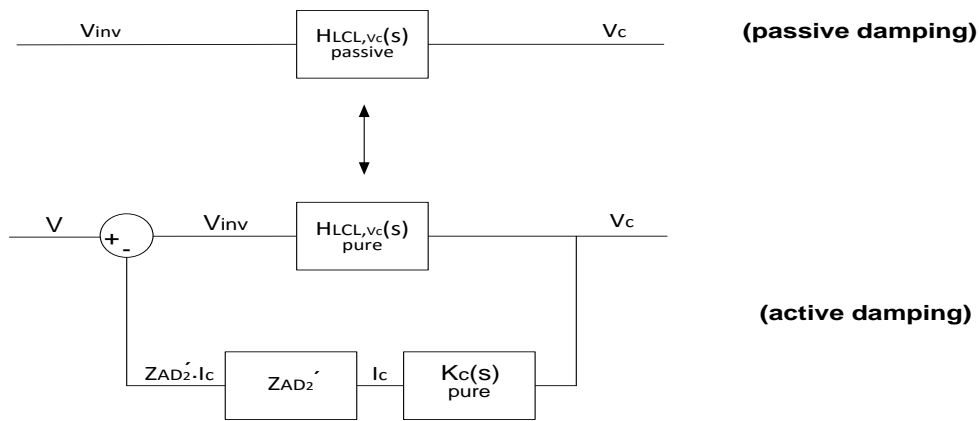 Vinv
HLCL,Vc(s)
passive
Vc
(passive damping)
V
+
-
Vinv
HLCL,Vc(s)
pure
Vc
(active damping)
ZAD2´.Ic
ZAD2´
Ic
Kc(s)
pure